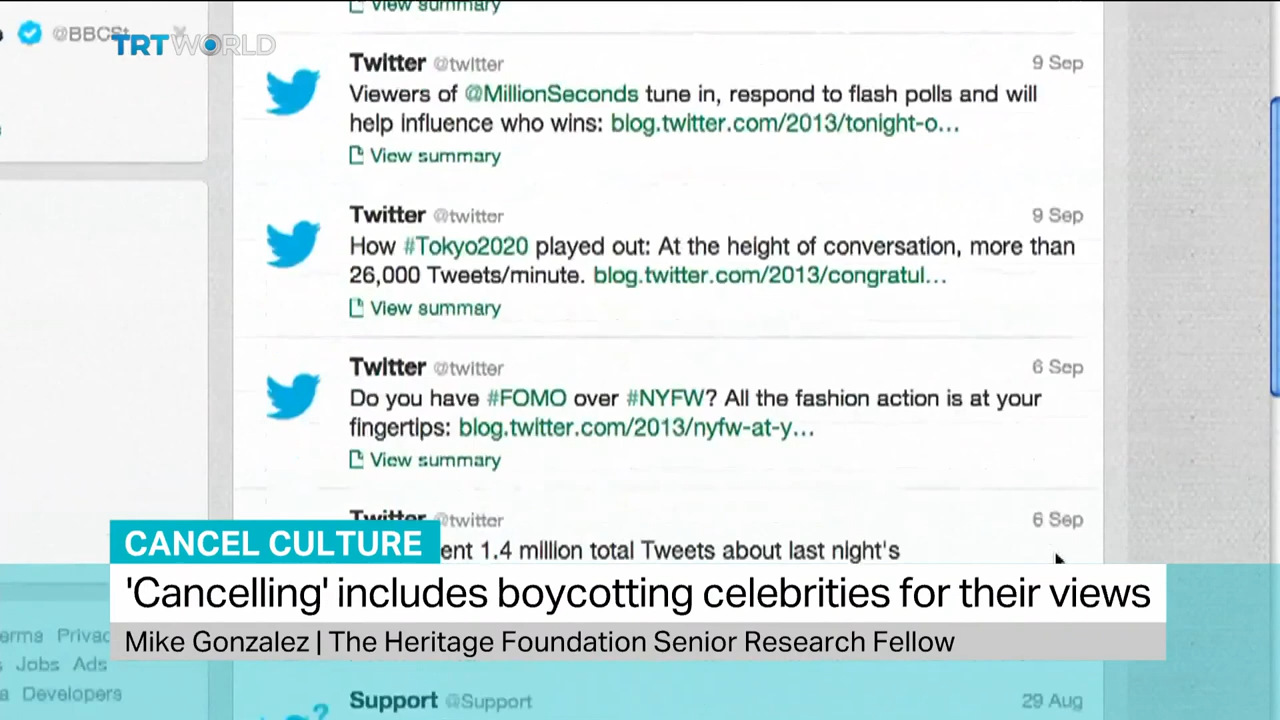 View summary
@BBCSt
TRT WORLD
Twitter @twitter 9 Sep
Viewers of @MillionSeconds tune in, respond to flash polls and will
help influence who wins: blog.twitter.com/2013/tonight-o...
View summary
Twitter @twitter 9 Sep
How #Tokyo2020 played out: At the height of conversation, more than
26,000 Tweets/minute. blog.twitter.com/2013/congratul...
View summary
Twitter @twitter 6 Sep
Do you have #FOMO over #NYFW? All the fashion action is at your
fingertips: blog.twitter.com/2013/nyfw-at-y...
View summary
Twitter @twitter 6 Sep
ent 1.4 million total Tweets about last night's
CANCEL CULTURE
'Cancelling' includes boycotting celebrities for their views
Mike Gonzalez | The Heritage Foundation Senior Research Fellow
erms Privac
s Jobs Ads
a Developers
Support @Support 29 Aug